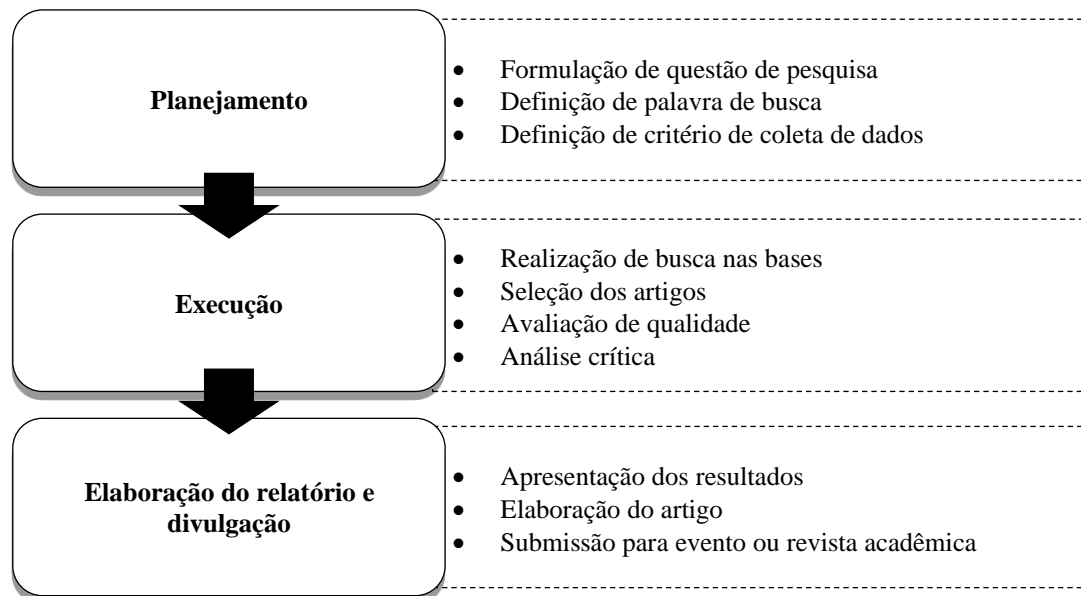 Planejamento
• Formulação de questão de pesquisa
• Definição de palavra de busca
• Definição de critério de coleta de dados
Execução
• Realização de busca nas bases
• Seleção dos artigos
• Avaliação de qualidade
• Análise crítica
Elaboração do relatório e
divulgação
• Apresentação dos resultados
• Elaboração do artigo
• Submissão para evento ou revista acadêmica